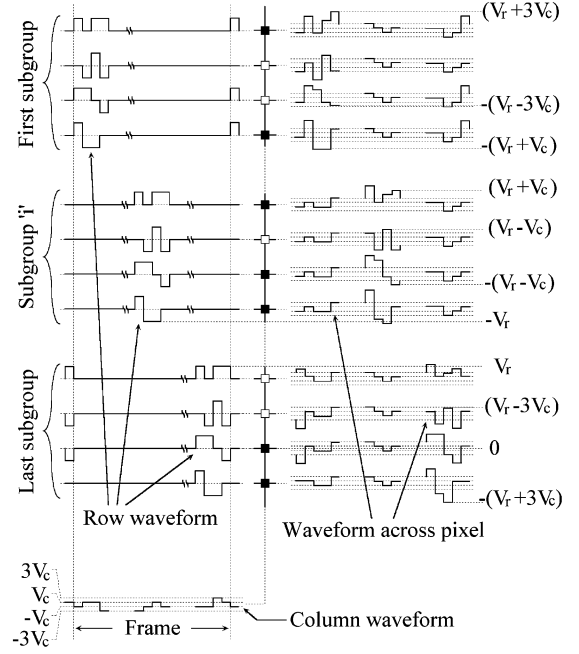 First subgroup
(Vr+3Vc)
-(Vr-3Vc)
-(Vr+Vc)
Subgroup 'i'
(Vr+Vc)
(Vr-Vc)
-(Vr-Vc)
-Vr
Last subgroup
Vr
(Vr-3Vc)
0
-(Vr+3Vc)
Row waveform
Waveform across pixel
3Vc
Vc
-Vc
-3Vc
Column waveform
Frame